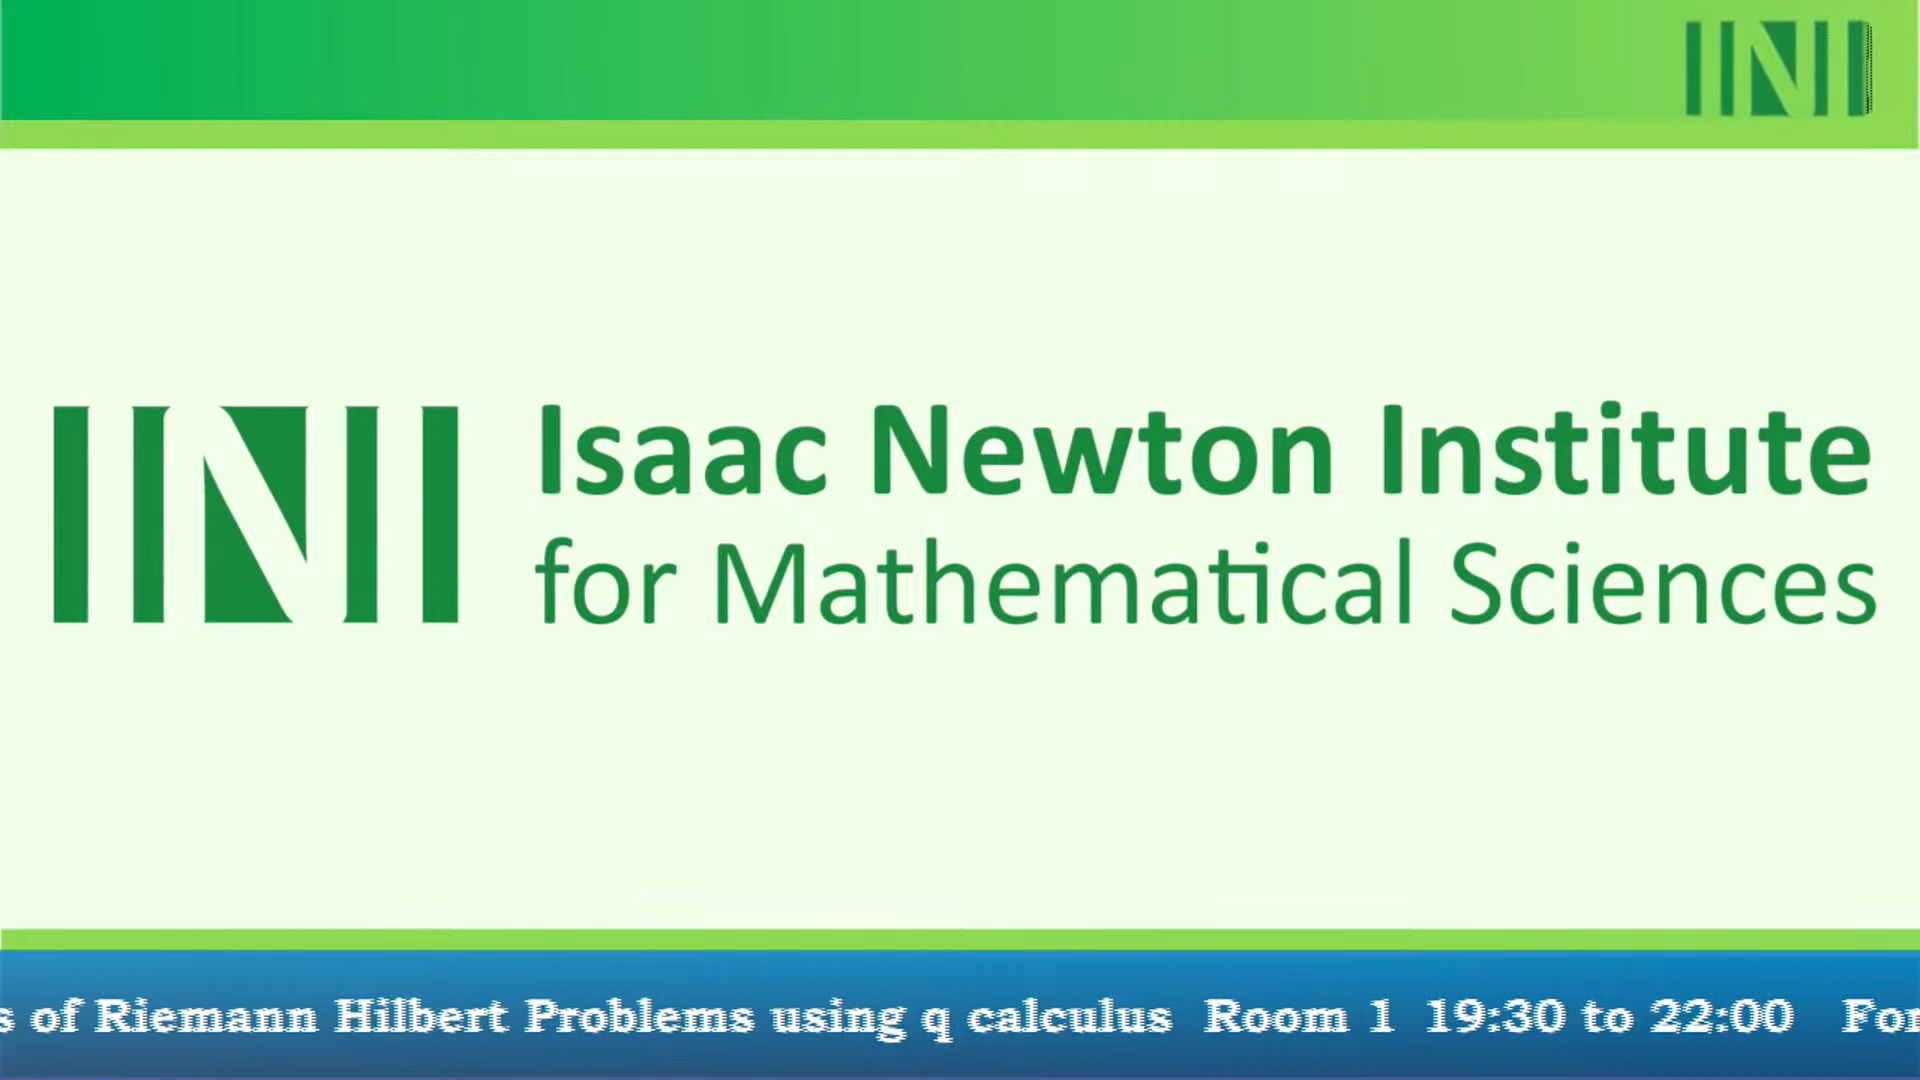 INI
INI
Isaac Newton Institute
for Mathematical Sciences
of Riemann Hilbert Problems using q calculus Room 1 19:30 to 22:00